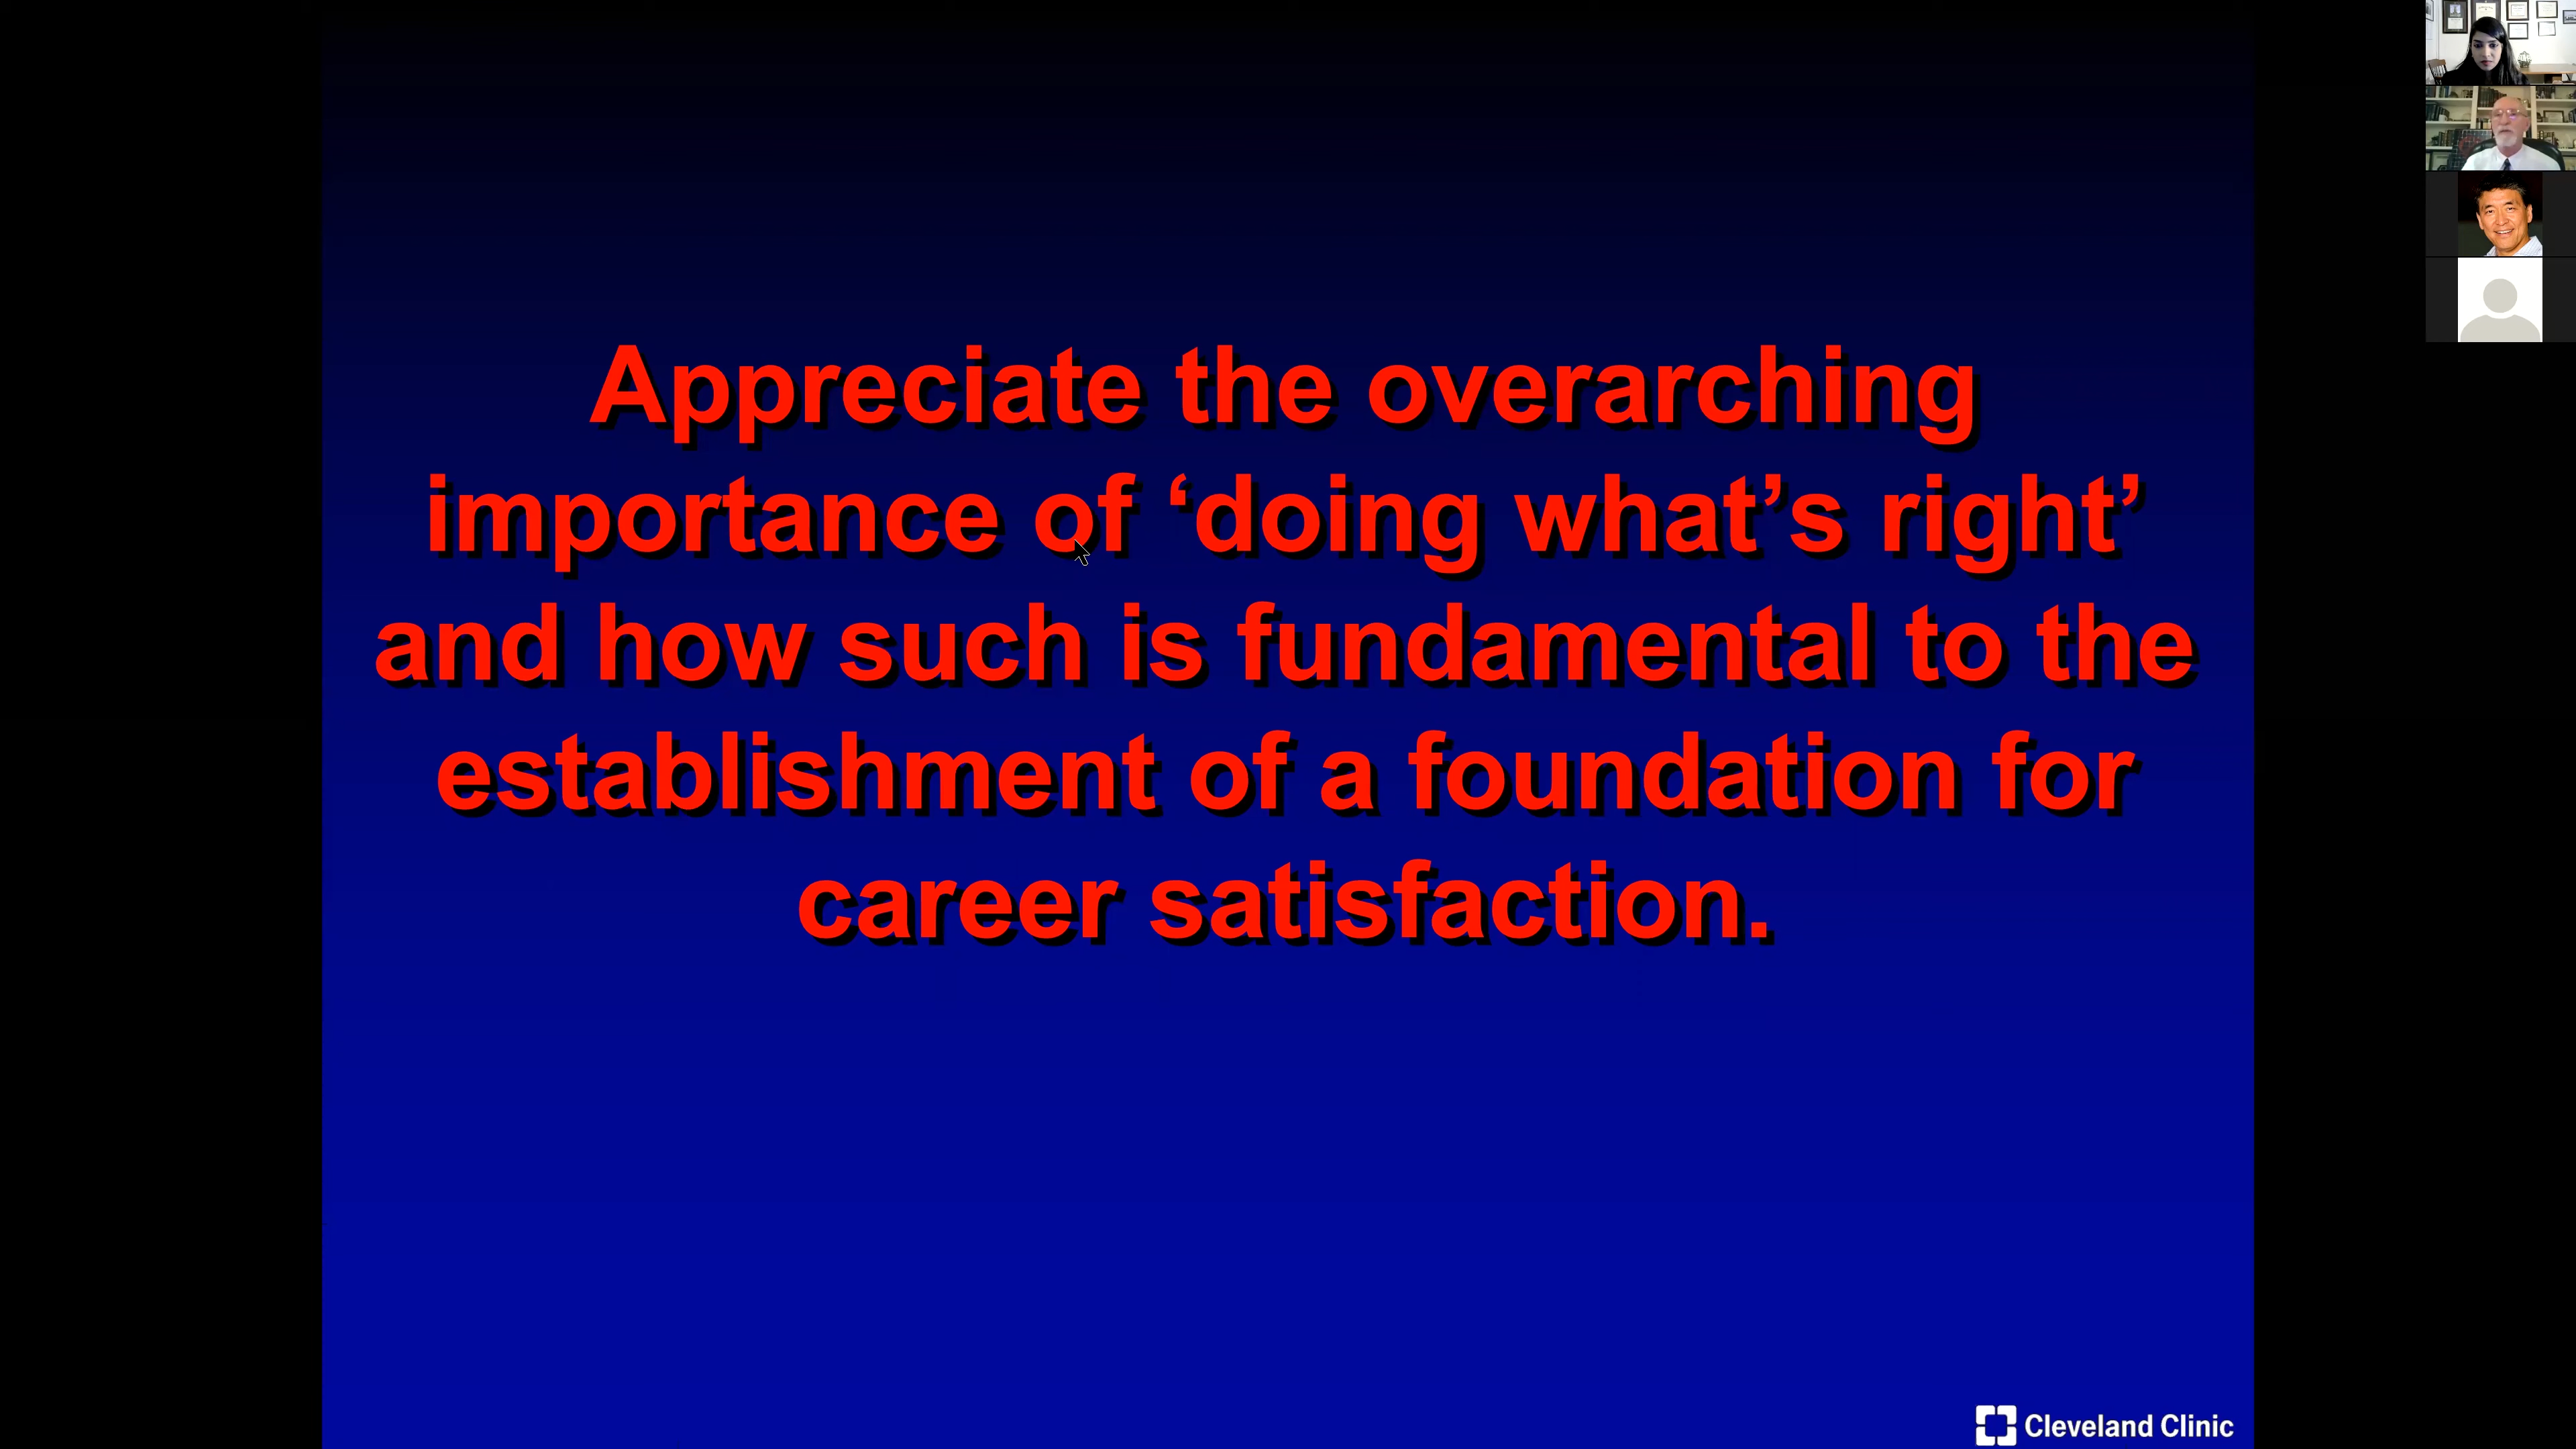 Appreciate the overarching
importance of ‘doing what’s right’
and how such is fundamental to the
establishment of a foundation for
career satisfaction.
Cleveland Clinic